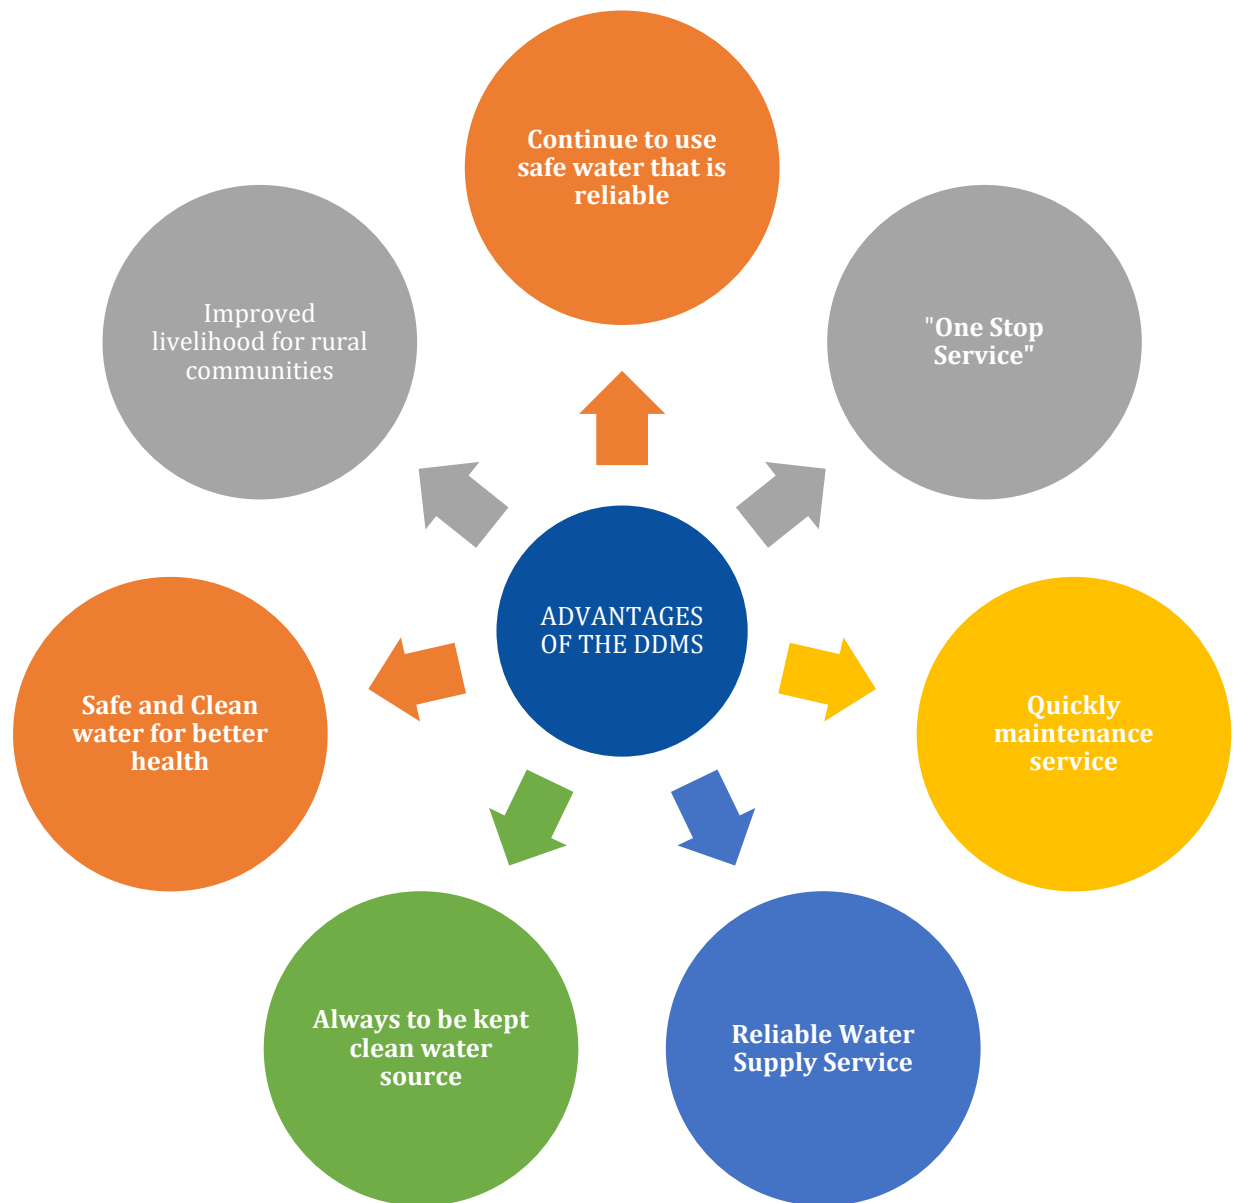 Continue to use
safe water that is
reliable
"One Stop
Service"
Quickly
maintenance
service
Reliable Water
Supply Service
Always to be kept
clean water
source
Safe and Clean
water for better
health
Improved
livelihood for rural
communities
ADVANTAGES
OF THE DDMS